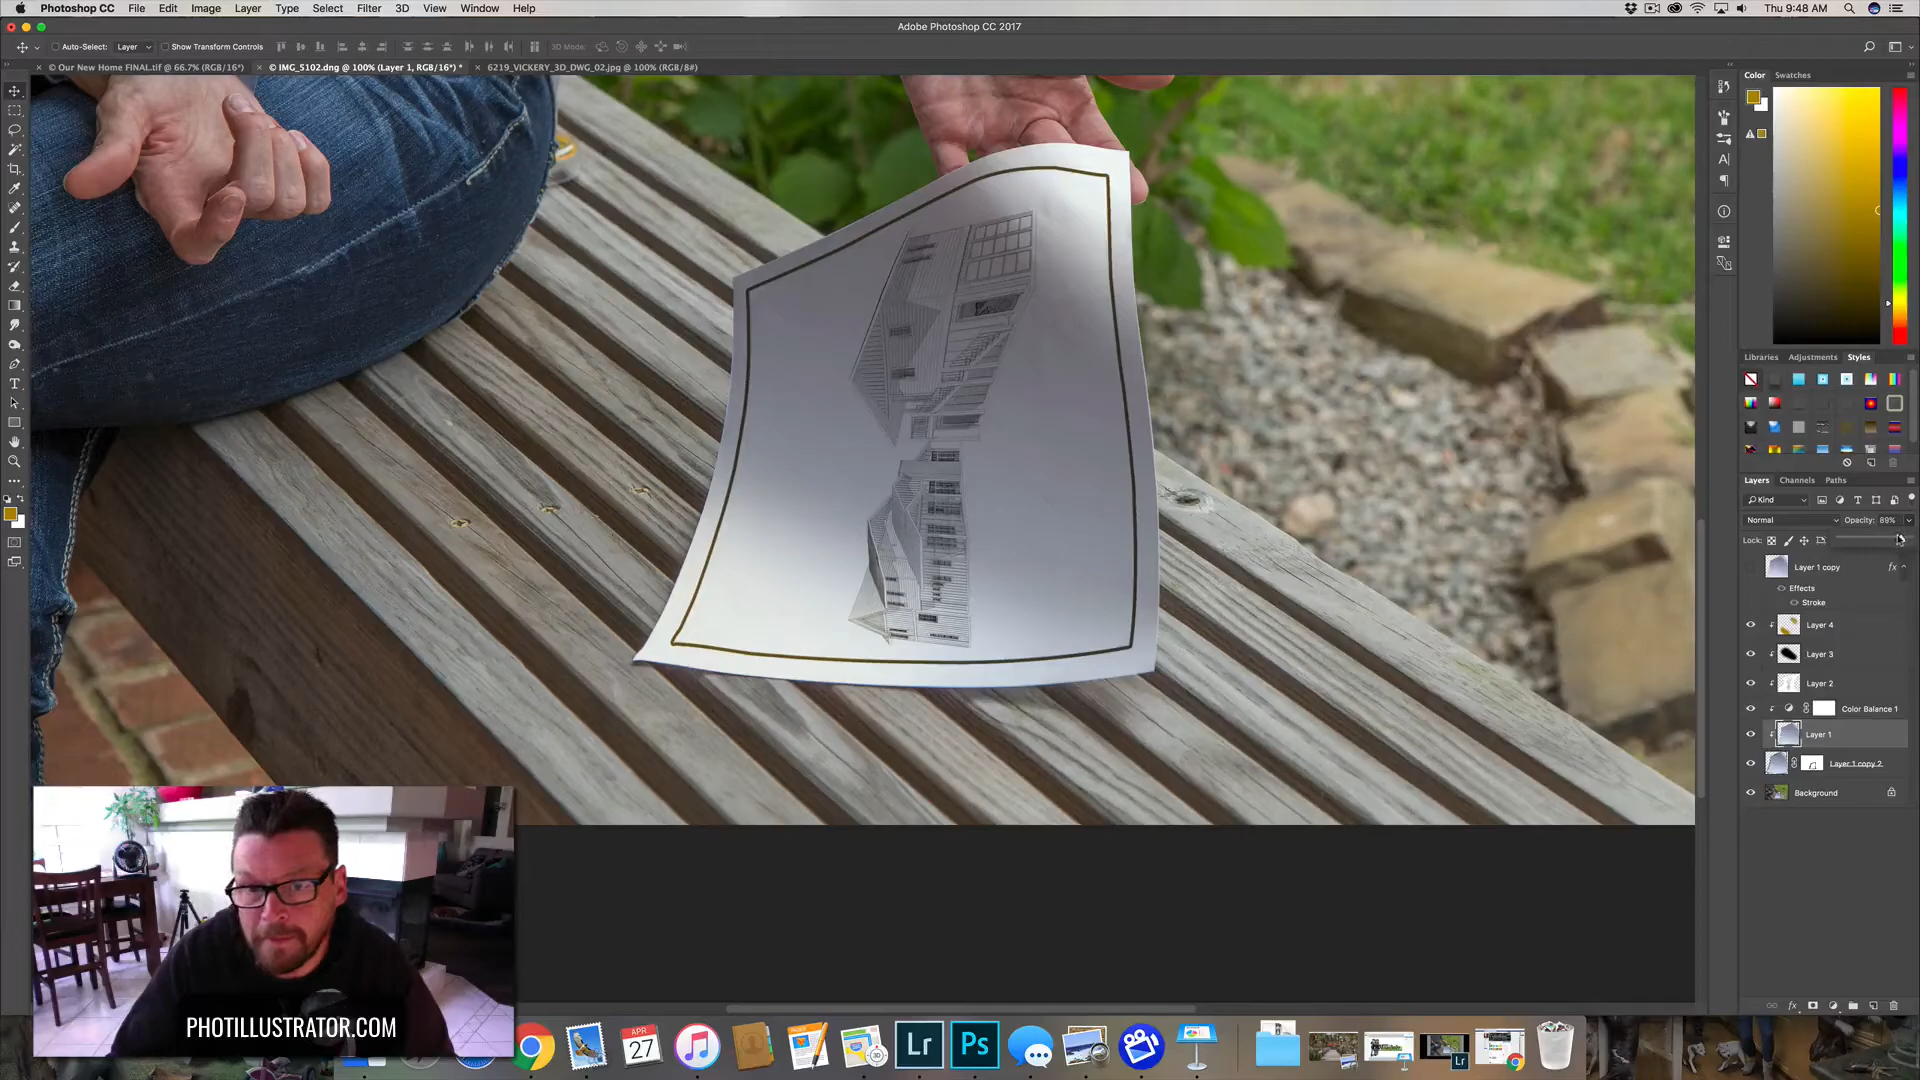 Photoshop CC File Edit Image Layer Type Select Filter 3D View Window Help Thu 9:48 AM
Adobe Photoshop CC 2017
Auto-Select: Layer Show Transform Controls 3D Mode:
© Our New Home FINAL.tif @ 66.7% (RGB/16*) © IMG_5102.dng @ 100% (Layer 1, RGB/16*) * 6219_VICKERY_3D_DWG_02.jpg @ 100% (RGB/8#)
Color Swatches
Libraries Adjustments Styles
Layers Channels Paths
Kind
Normal Opacity: 89%
Lock:
Layer 1 copy fx
Effects
Stroke
Layer 4
Layer 3
Layer 2
Color Balance 1
Layer 1
Layer 1 copy 2
Background
PHOTILLUSTRATOR.COM
APR
27
Lr Ps